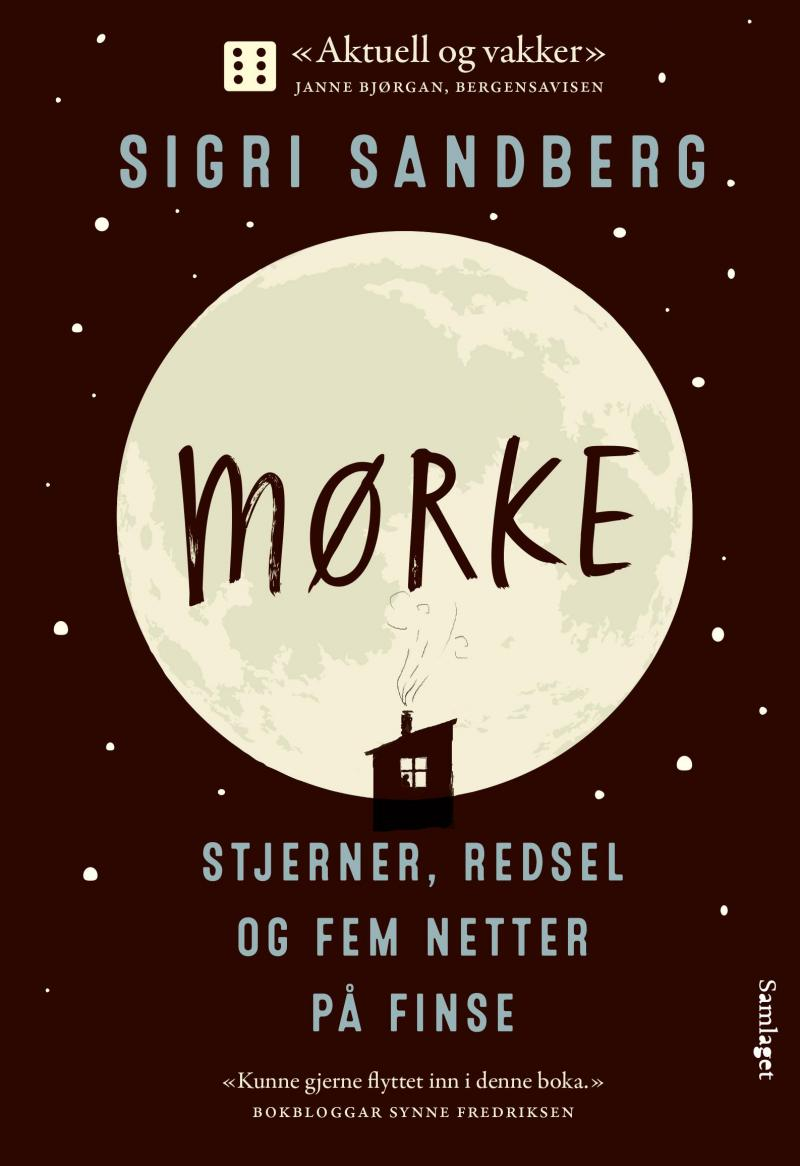 «Aktuell og vakker»
JANNE BJØRGAN, BERGENSAVISEN
SIGRI SANDBERG
MØRKE
STJERNER, REDSEL
OG FEM NETTER
PÅ FINSE
Samlaget
«Kunne gjerne flyttet inn i denne boka.»
BOKBLOGGAR SYNNE FREDRIKSEN